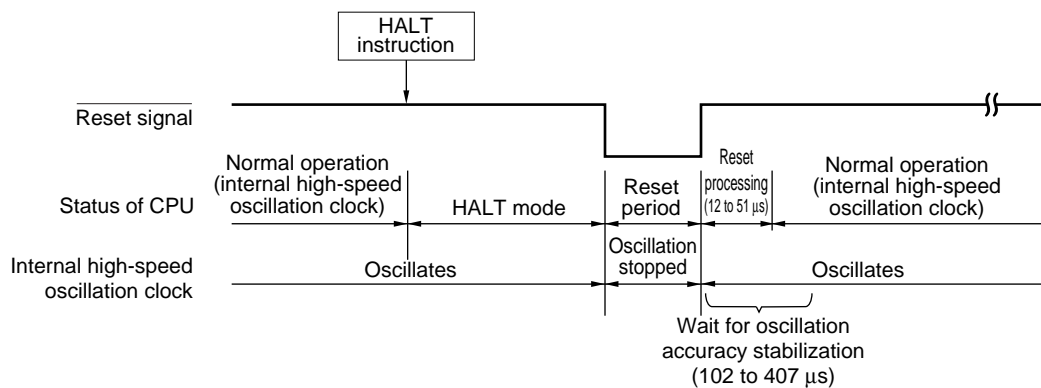 HALT
instruction
Reset signal
Normal operation
(internal high-speed
oscillation clock)
Reset
processing
(12 to 51 μs)
Normal operation
(internal high-speed
oscillation clock)
Status of CPU
HALT mode
Reset
period
Internal high-speed
oscillation clock
Oscillates
Oscillation
stopped
Oscillates
Wait for oscillation
accuracy stabilization
(102 to 407 μs)